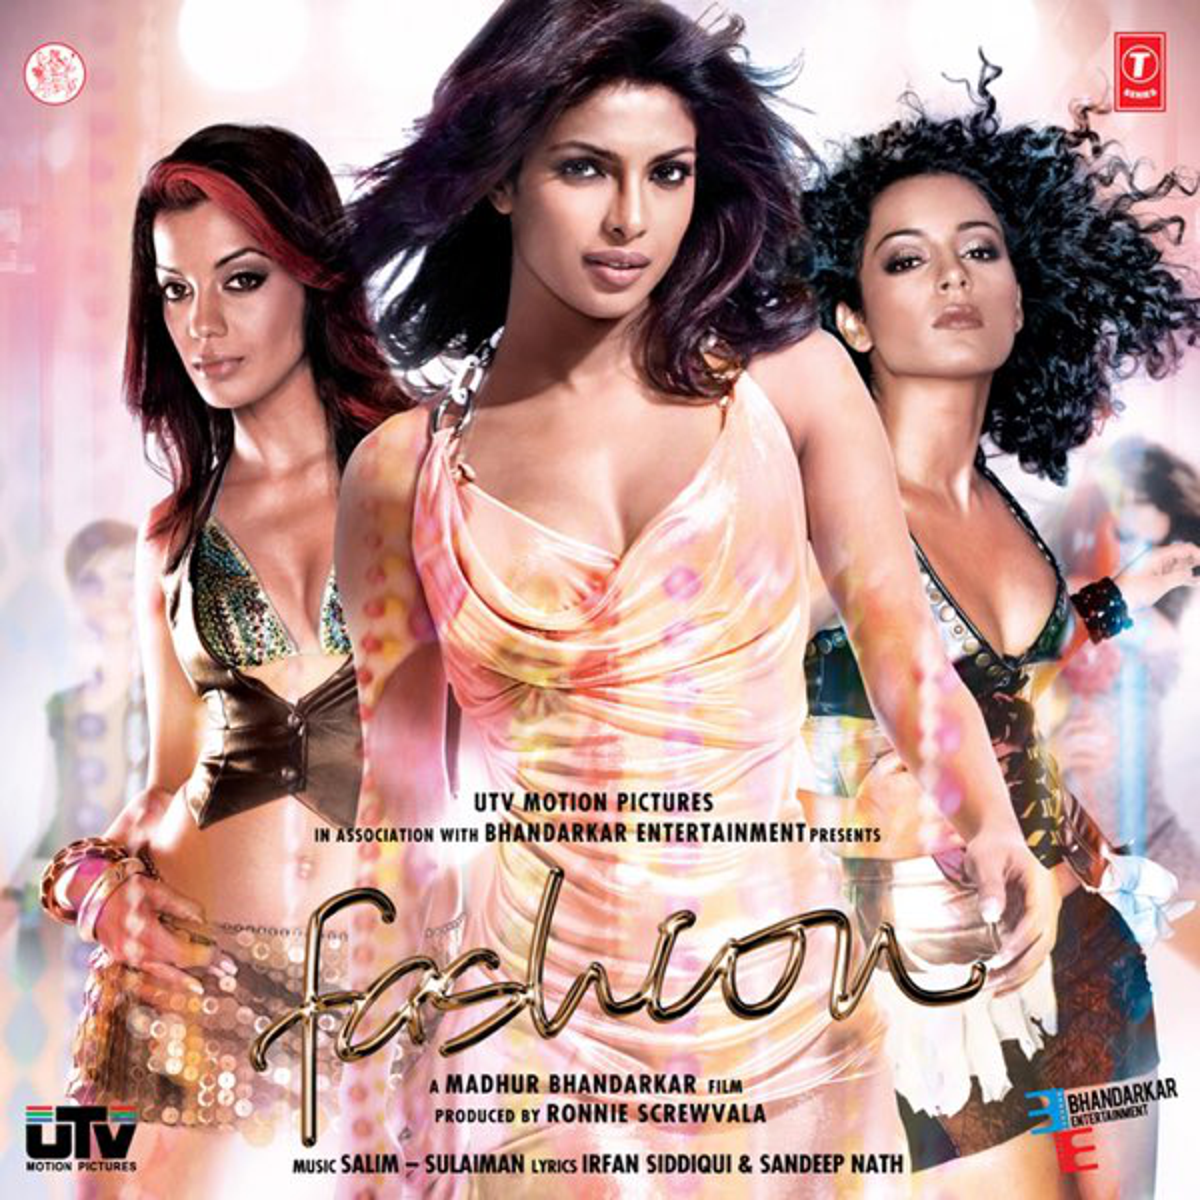 T
SERIES
UTV MOTION PICTURES
IN ASSOCIATION WITH BHANDARKAR ENTERTAINMENT PRESENTS
fashion
A MADHUR BHANDARKAR FILM
PRODUCED BY RONNIE SCREWVALA
MUSIC SALIM – SULAIMAN LYRICS IRFAN SIDDIQUI & SANDEEP NATH
UTV
MOTION PICTURES
BHANDARKAR
ENTERTAINMENT